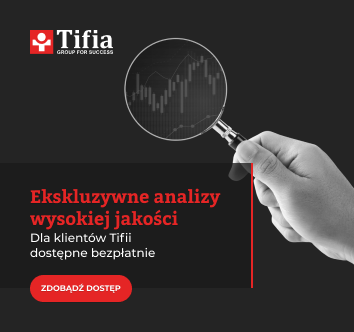 Tifia
GROUP FOR SUCCESS
Ekskluzywne analizy
wysokiej jakości
Dla klientów Tifii
dostępne bezpłatnie
ZDOBĄDŹ DOSTĘP